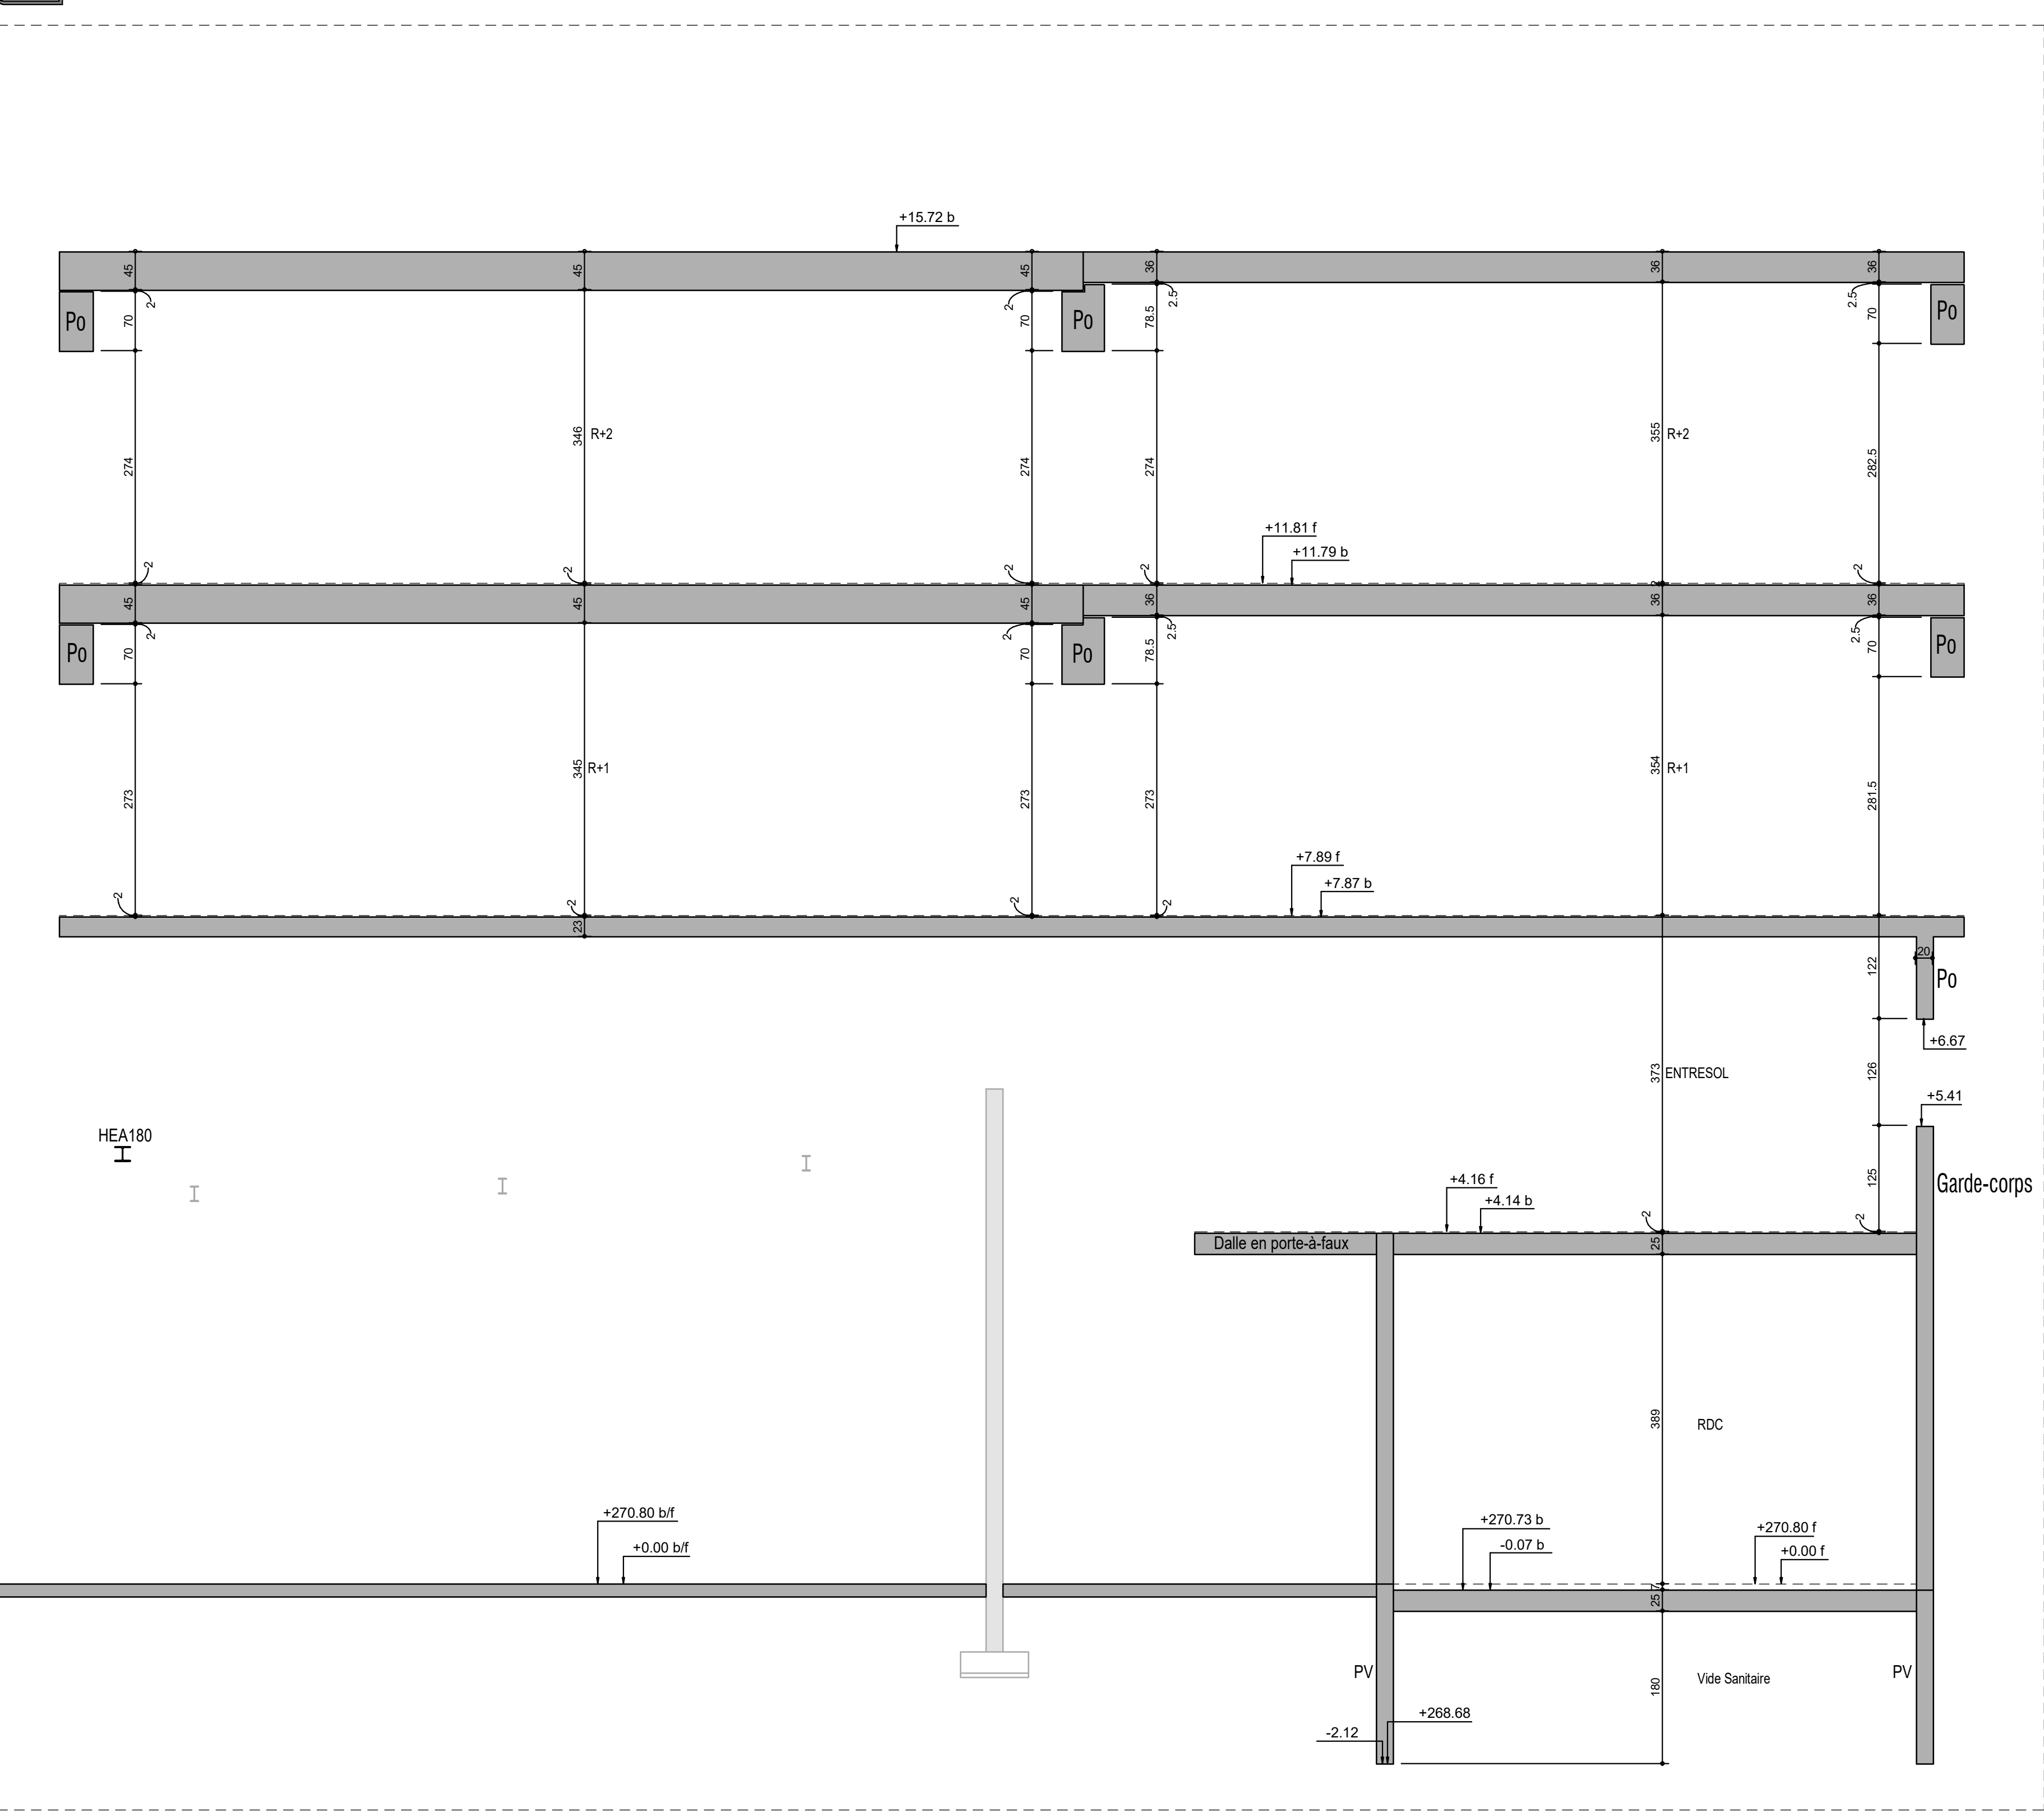 +15.72 b
45
45
45
36
36
36
2
2
2.5
2.5
Po
70
70
Po
78.5
70
Po
346
R+2
355
R+2
274
274
274
282.5
+11.81 f
+11.79 b
2
2
2
2
2
2
45
45
45
36
36
36
2
2
2.5
2.5
Po
70
70
Po
78.5
70
Po
345
R+1
354
R+1
273
273
273
281.5
+7.89 f
+7.87 b
2
2
2
2
23
20
122
Po
+6.67
373
ENTRESOL
126
+5.41
HEA180
125
Garde-corps
+4.16 f
+4.14 b
2
2
Dalle en porte-à-faux
25
389
RDC
+270.80 b/f
+0.00 b/f
+270.73 b
-0.07 b
+270.80 f
+0.00 f
7
25
PV
180
Vide Sanitaire
PV
+268.68
-2.12